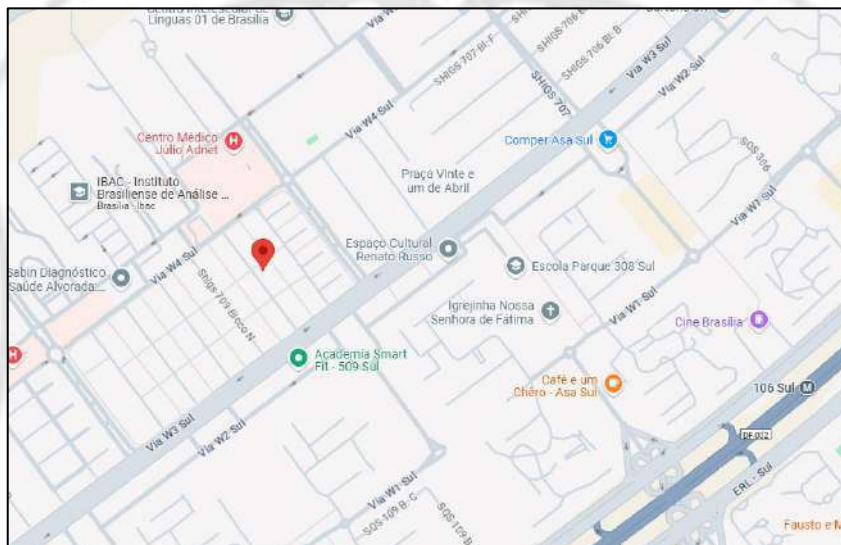 Línguas 01 de Brasília
SHIGS 706 Bl B
SHIGS 707 Bl-F
SHIGS 707
Via W3 Sul
Via W2 Sul
Via W4 Sul
Centro Médico
Júlio Adnet
Comper Asa Sul
Praça Vinte e
um de Abril
IBAC - Instituto
Brasiliense de Análise ...
Brasília - Ibac
Via W1 Sul
Espaço Cultural
Renato Russo
Via W4 Sul
Escola Parque 308 Sul
Sabin Diagnóstico
Saúde Alvorada:...
Shigs 709 Bloco N
Igrejinha Nossa
Senhora de Fátima
Via W1-Sul
Cine Brasília
Academia Smart
Fit - 509 Sul
Café e um
Chêro - Asa Sul
106 Sul
DF-002
Via W3 Sul
Via W2 Sul
ERL - Sul
Via W1-Sul
SQS 109 B
Fausto e M